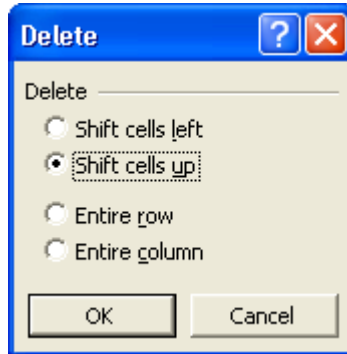 Delete
Delete
Shift cells left
Shift cells up
Entire row
Entire column
OK Cancel